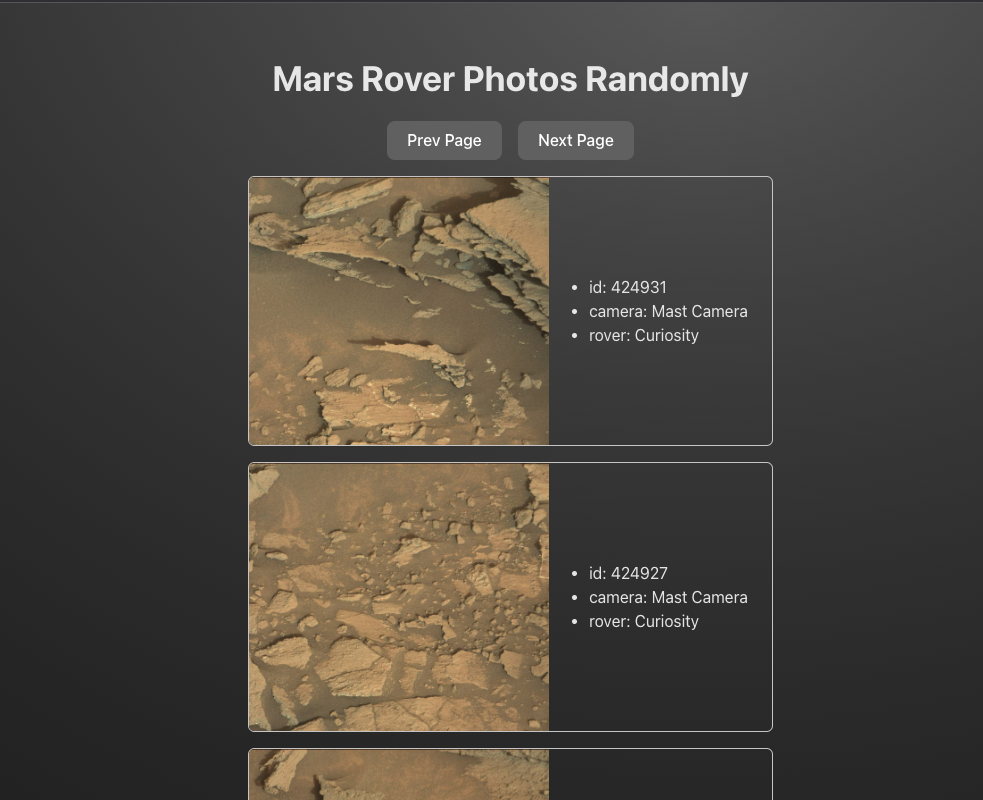 Mars Rover Photos Randomly
Prev Page Next Page
id: 424931
camera: Mast Camera
rover: Curiosity
id: 424927
camera: Mast Camera
rover: Curiosity